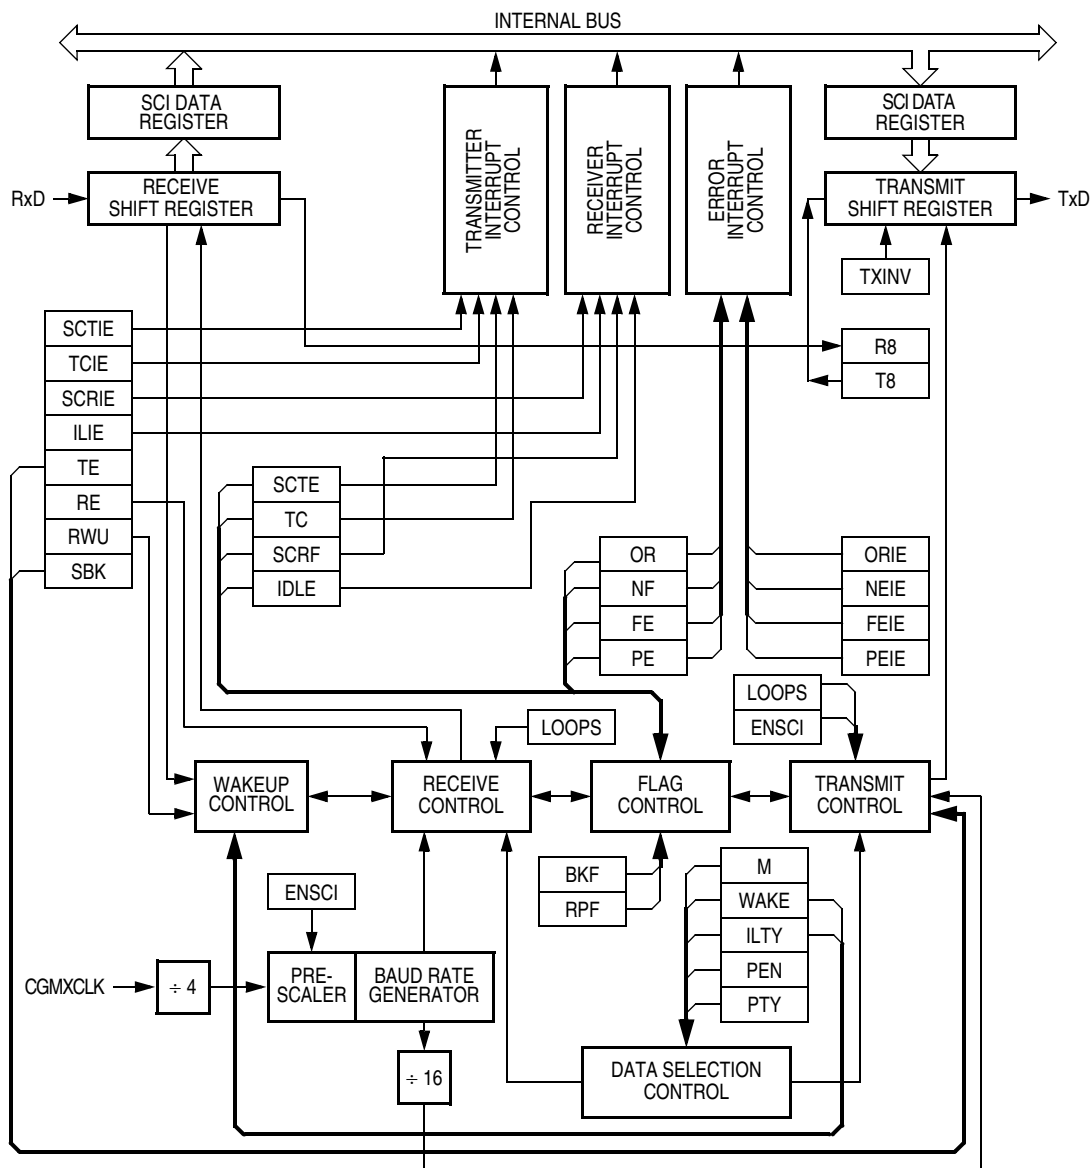 INTERNAL BUS
SCI DATA
REGISTER
SCI DATA
REGISTER
TRANSMITTER
INTERRUPT
CONTROL
RECEIVER
INTERRUPT
CONTROL
ERROR
INTERRUPT
CONTROL
RxD
RECEIVE
SHIFT REGISTER
TRANSMIT
SHIFT REGISTER
TxD
TXINV
SCTIE
TCIE
SCRIE
ILIE
TE
RE
RWU
SBK
R8
T8
SCTE
TC
SCRF
IDLE
OR
NF
FE
PE
ORIE
NEIE
FEIE
PEIE
LOOPS
LOOPS
ENSCI
WAKEUP
CONTROL
RECEIVE
CONTROL
FLAG
CONTROL
TRANSMIT
CONTROL
ENSCI
BKF
RPF
M
WAKE
ILTY
PEN
PTY
CGMXCLK
÷ 4
PRE-
SCALER
BAUD RATE
GENERATOR
÷ 16
DATA SELECTION
CONTROL